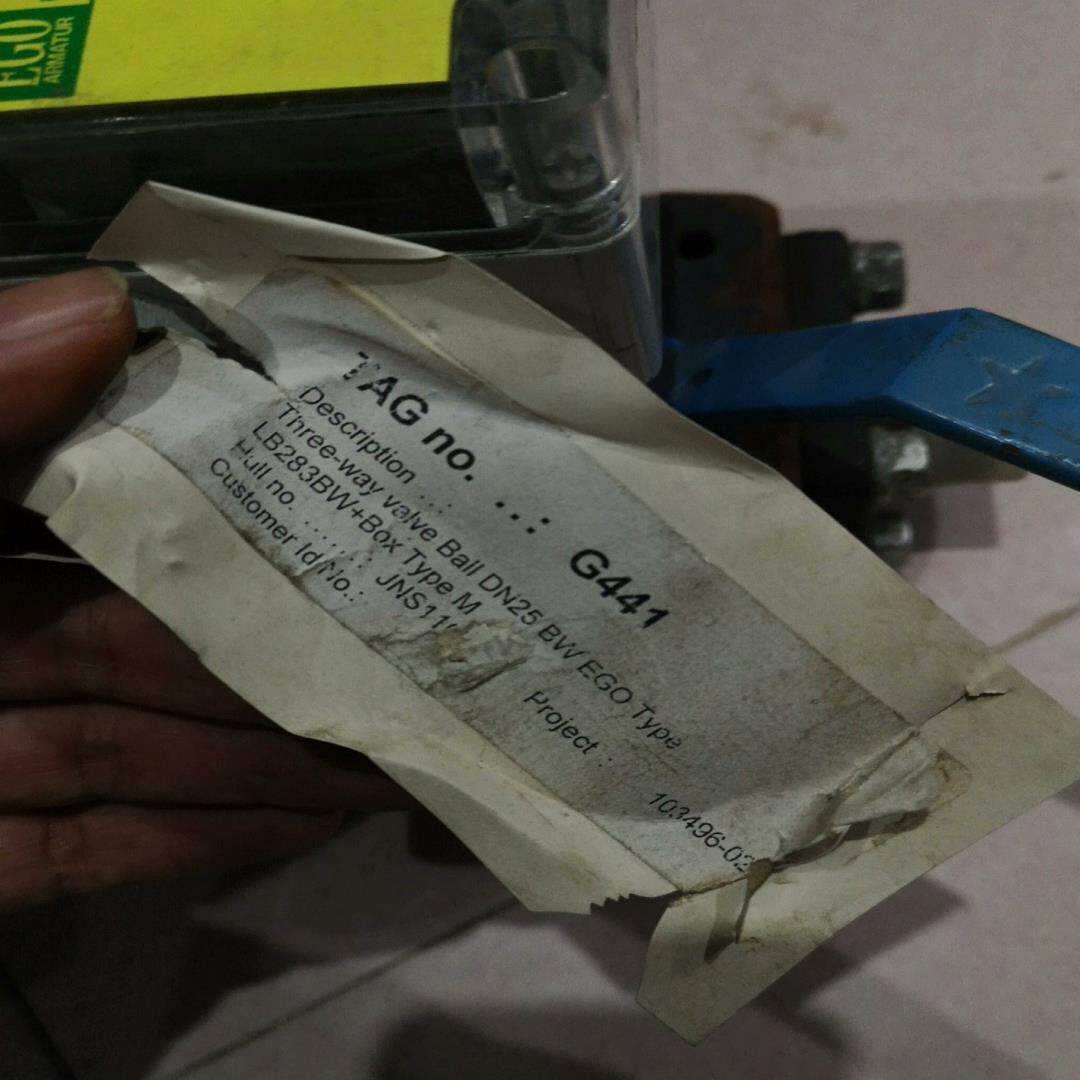 EGO
ARMATUR
TAG no. ...: G441
Description ...:
Three-way valve Ball DN25 BW EGO Type
LB283BW+Box Type M
Hull no. ......: JNS11
Project :
103496-02
Customer Id/No.: